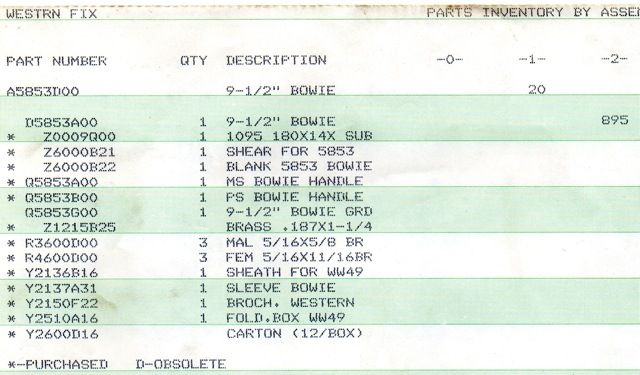 WESTRN FIX PARTS INVENTORY BY ASSE
PART NUMBER QTY DESCRIPTION -0- -1- -2-
A5853D00 9-1/2" BOWIE 20
D5853A00 1 9-1/2" BOWIE 895
* Z0009Q00 1 1095 180X14X SUB
* Z6000B21 1 SHEAR FOR 5853
* Z6000B22 1 BLANK 5853 BOWIE
* Q5853A00 1 MS BOWIE HANDLE
* Q5853B00 1 PS BOWIE HANDLE
Q5853G00 1 9-1/2" BOWIE GRD
* Z1215B25 BRASS .187X1-1/4
* R3600D00 3 MAL 5/16X5/8 BR
* R4600D00 3 FEM 5/16X11/16BR
* Y2136B16 1 SHEATH FOR WW49
* Y2137A31 1 SLEEVE BOWIE
* Y2150F22 1 BROCH. WESTERN
* Y2510A16 1 FOLD.BOX WW49
* Y2600D16 CARTON (12/BOX)
*-PURCHASED D-OBSOLETE